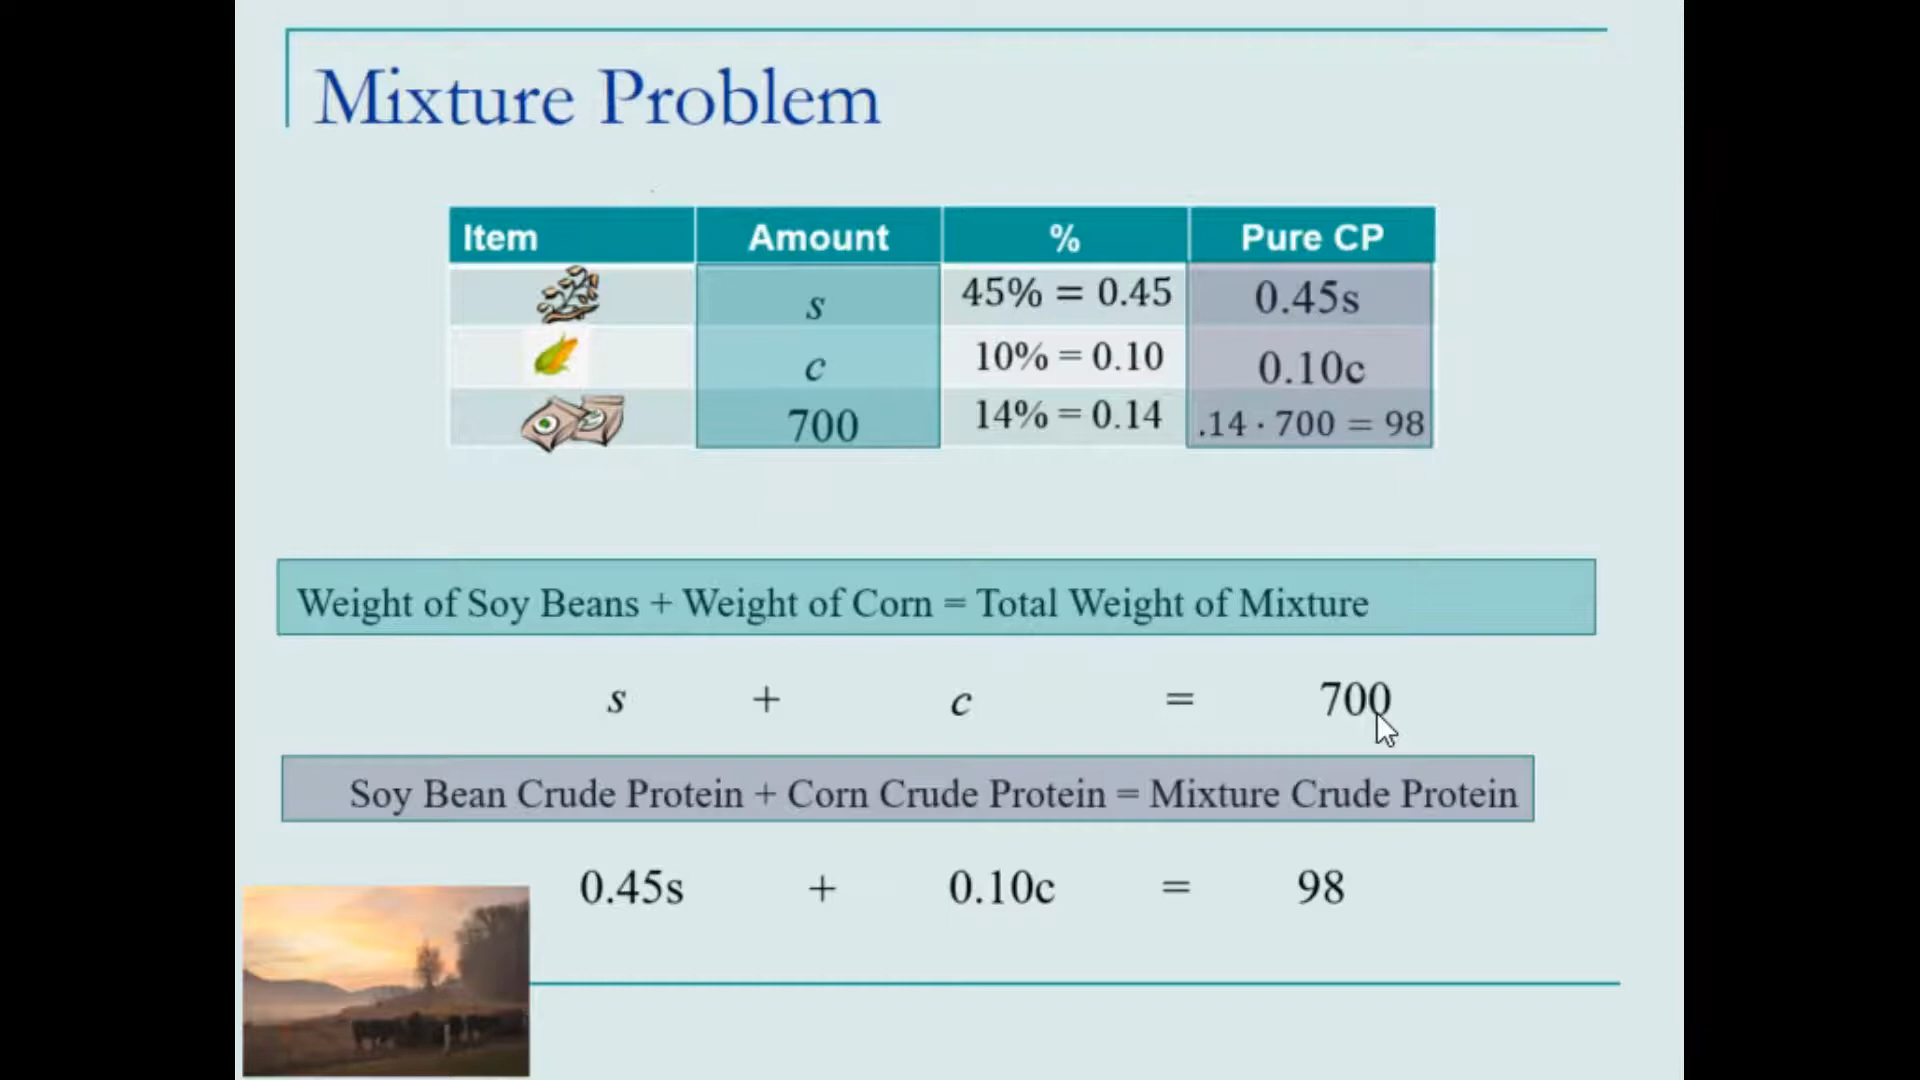 Mixture Problem
Item Amount % Pure CP
s 45% = 0.45 0.45s
c 10% = 0.10 0.10c
700 14% = 0.14 .14 · 700 = 98
Weight of Soy Beans + Weight of Corn = Total Weight of Mixture
s + c = 700
Soy Bean Crude Protein + Corn Crude Protein = Mixture Crude Protein
0.45s + 0.10c = 98